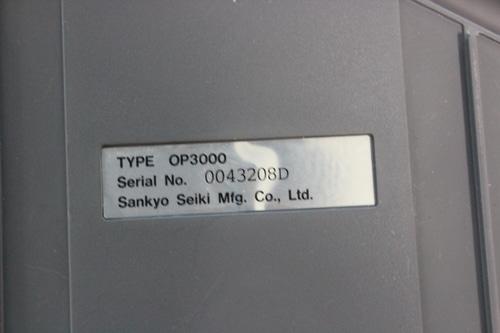 TYPE OP3000
Serial No. 0043208D
Sankyo Seiki Mfg. Co., Ltd.